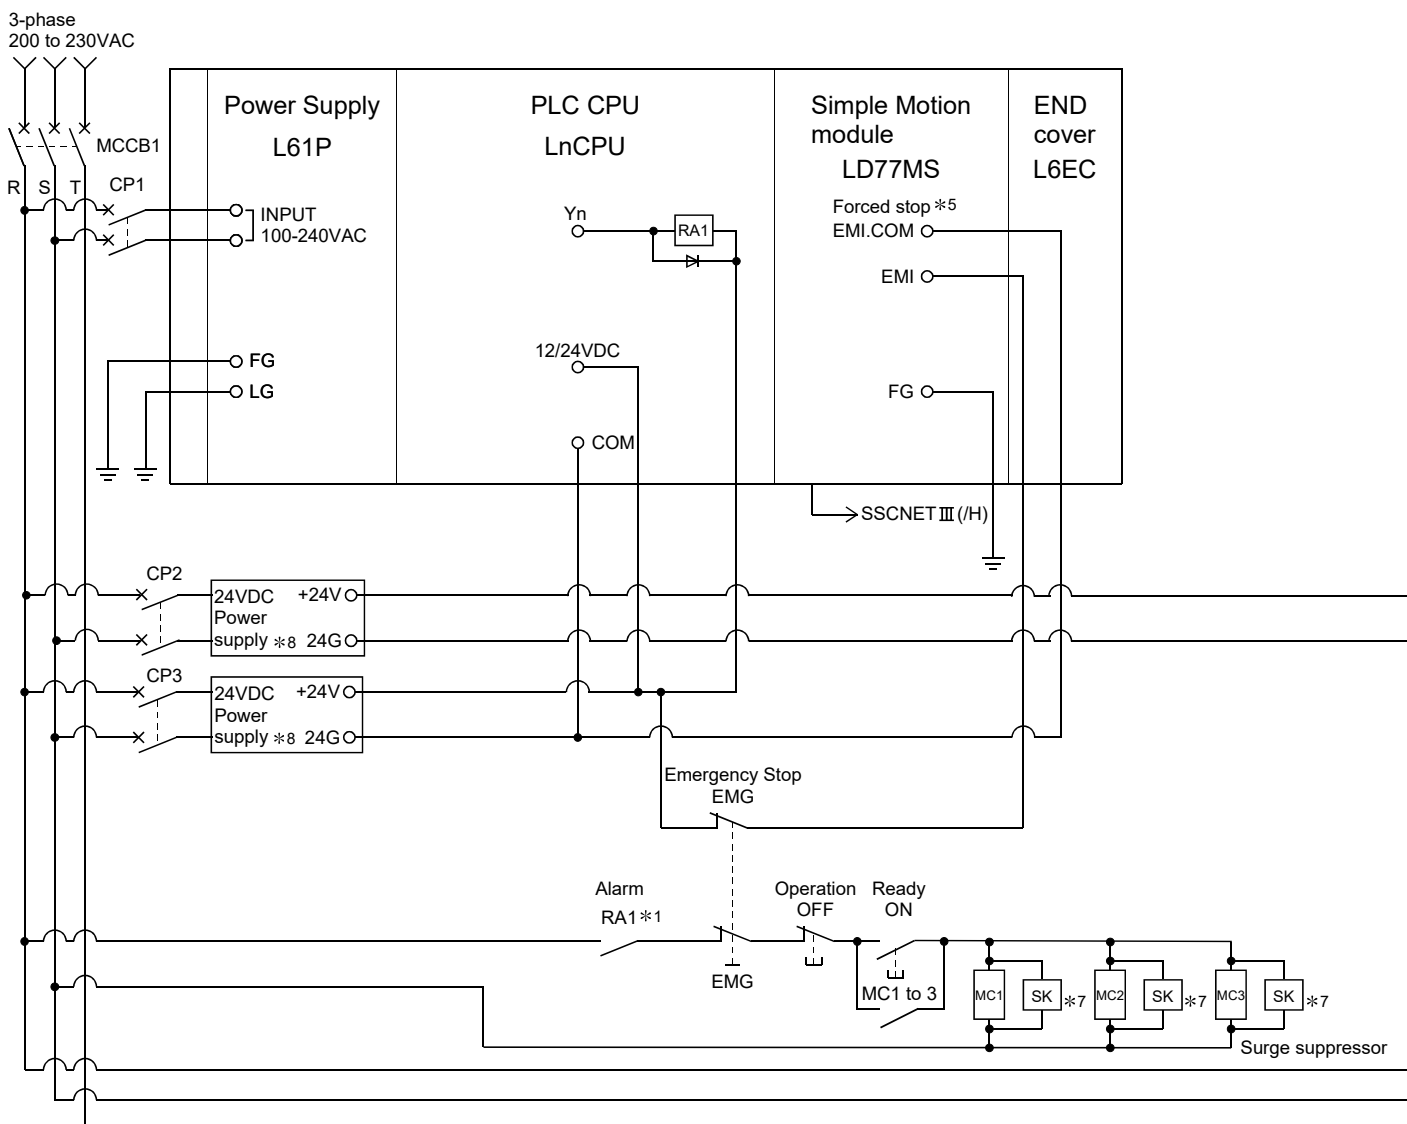 3-phase
200 to 230VAC
MCCB1
R S T
CP1
Power Supply
L61P
INPUT
100-240VAC
FG
LG
PLC CPU
LnCPU
Yn
RA1
12/24VDC
COM
Simple Motion
module
LD77MS
Forced stop *5
EMI.COM
EMI
FG
END
cover
L6EC
SSCNETⅢ(/H)
CP2
24VDC +24V
Power
supply *8 24G
CP3
24VDC +24V
Power
supply *8 24G
Emergency Stop
EMG
Alarm
RA1*1
EMG
Operation
OFF
Ready
ON
MC1 to 3
MC1 SK *7 MC2 SK *7 MC3 SK *7
Surge suppressor